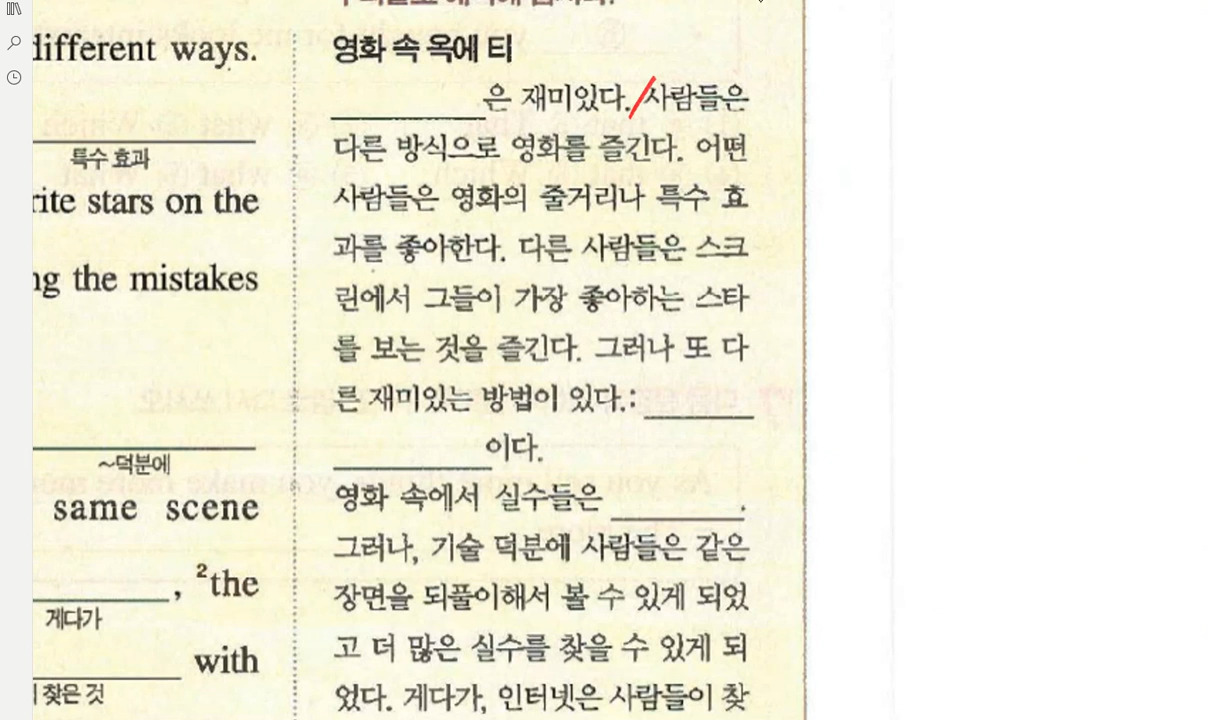 different ways.
특수 효과
rite stars on the
ng the mistakes
~덕분에
same scene
, ²the
게다가
with
찾은 것
영화 속 옥에 티
은 재미있다. 사람들은
다른 방식으로 영화를 즐긴다. 어떤
사람들은 영화의 줄거리나 특수 효
과를 좋아한다. 다른 사람들은 스크
린에서 그들이 가장 좋아하는 스타
를 보는 것을 즐긴다. 그러나 또 다
른 재미있는 방법이 있다.:
이다.
영화 속에서 실수들은 .
그러나, 기술 덕분에 사람들은 같은
장면을 되풀이해서 볼 수 있게 되었
고 더 많은 실수를 찾을 수 있게 되
었다. 게다가, 인터넷은 사람들이 찾